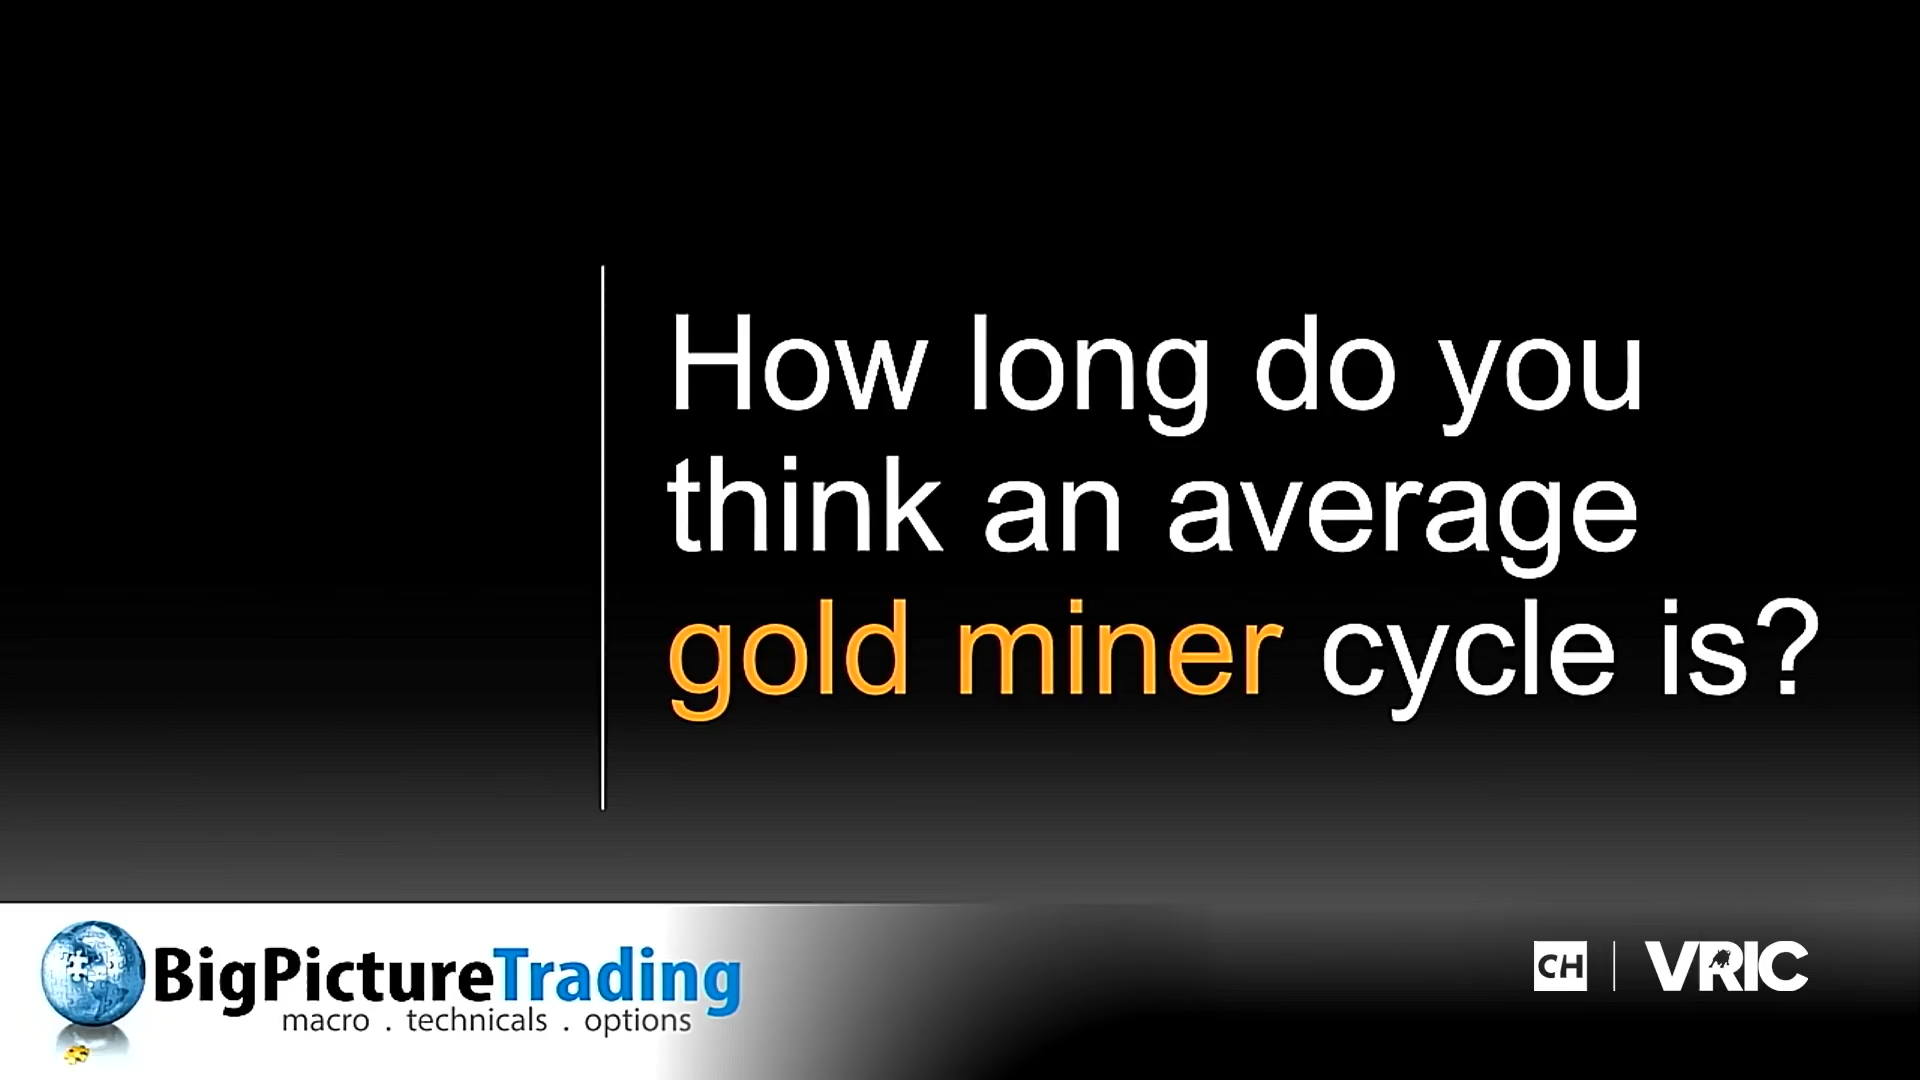 How long do you
think an average
gold miner cycle is?
BigPictureTrading
macro . technicals . options
CH
VRIC